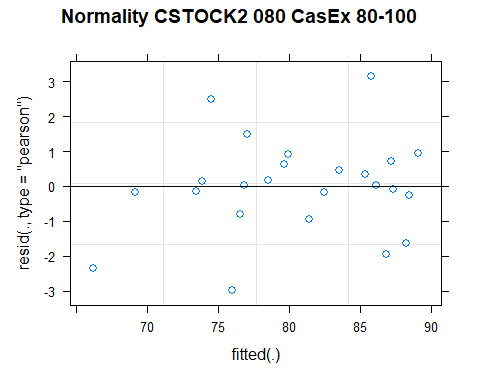 Normality CSTOCK2 080 CasEx 80-100
resid(., type = "pearson")
3
2
1
0
-1
-2
-3
70 75 80 85 90
fitted(.)